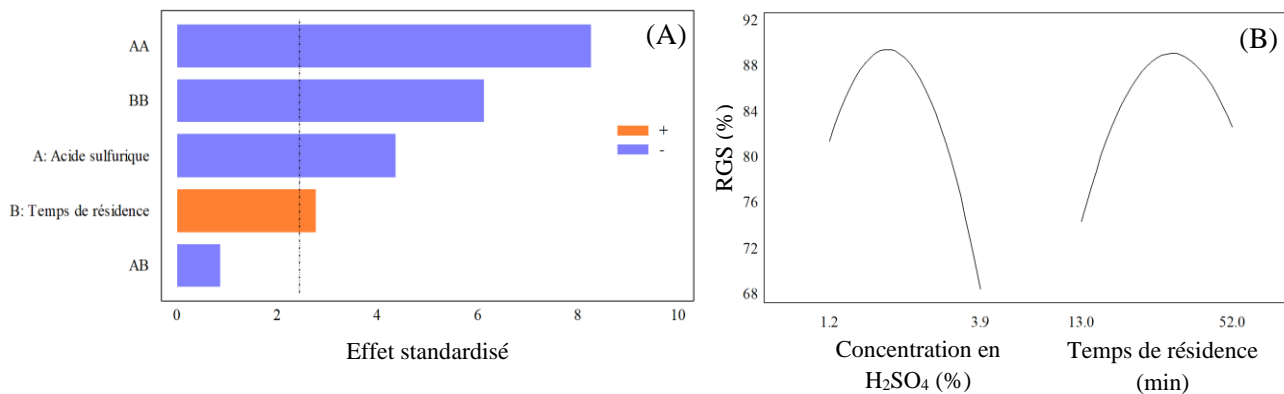 (A)
AA
BB
A: Acide sulfurique
B: Temps de résidence
AB
+
-
0 2 4 6 8 10
Effet standardisé
(B)
RGS (%)
92
88
84
80
76
72
68
1.2 3.9 13.0 52.0
Concentration en
H₂SO₄ (%)
Temps de résidence
(min)